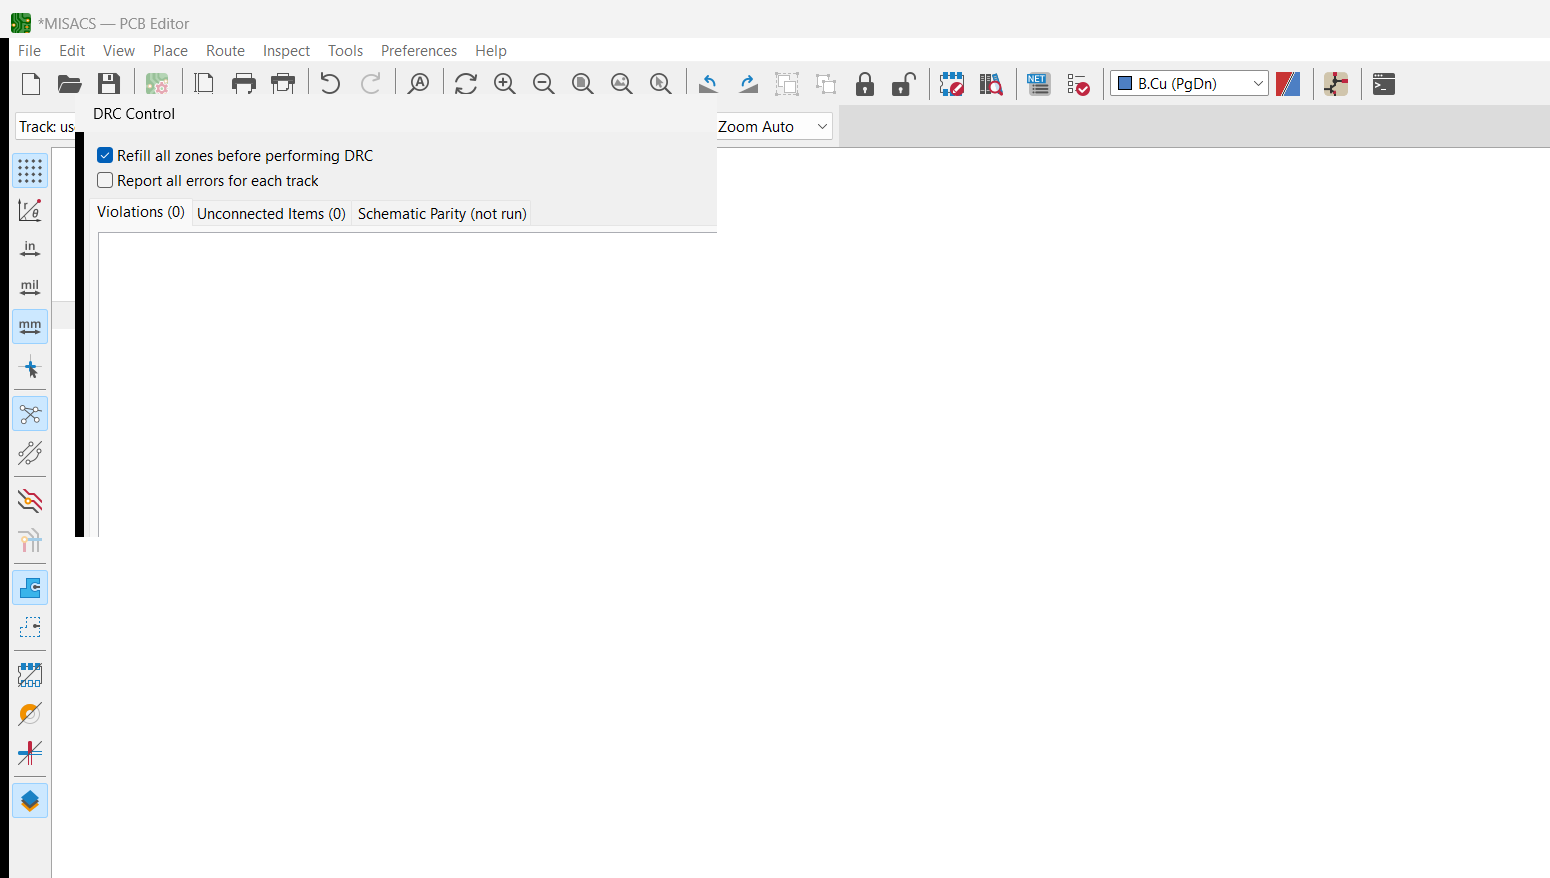 *MISACS — PCB Editor
File Edit View Place Route Inspect Tools Preferences Help
NET
B.Cu (PgDn)
DRC Control
Track: us
Zoom Auto
Refill all zones before performing DRC
Report all errors for each track
Violations (0) Unconnected Items (0) Schematic Parity (not run)
r
θ
in
mil
mm